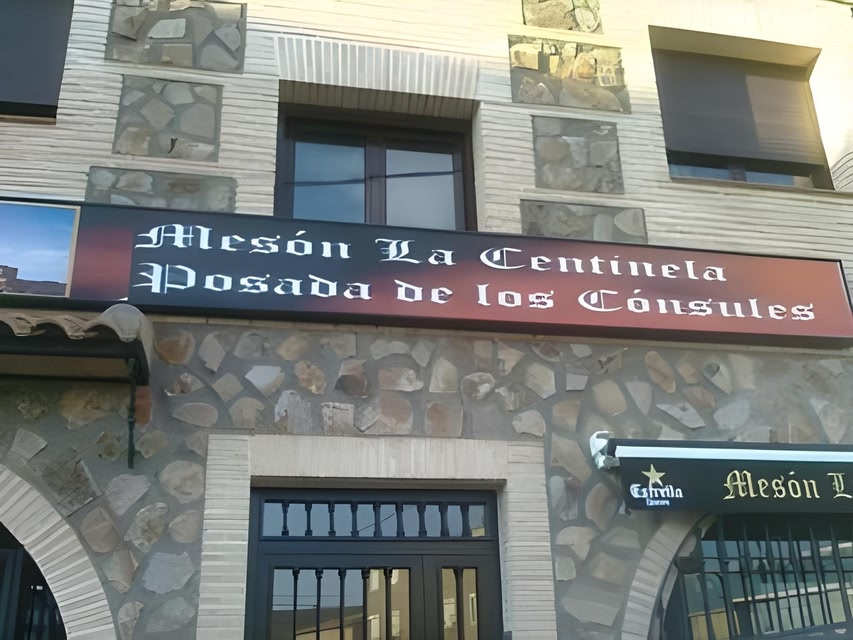 Mesón La Centinela
Posada de los Cónsules
Estrella
Mesón L